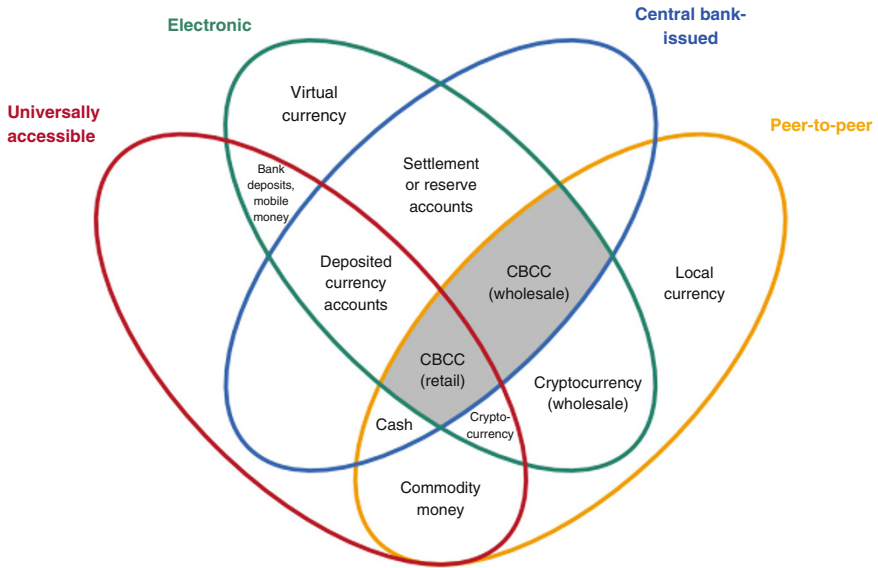 Electronic
Central bank-
issued
Universally
accessible
Peer-to-peer
Virtual
currency
Bank
deposits,
mobile
money
Settlement
or reserve
accounts
Deposited
currency
accounts
CBCC
(wholesale)
Local
currency
CBCC
(retail)
Cryptocurrency
(wholesale)
Cash
Crypto-
currency
Commodity
money